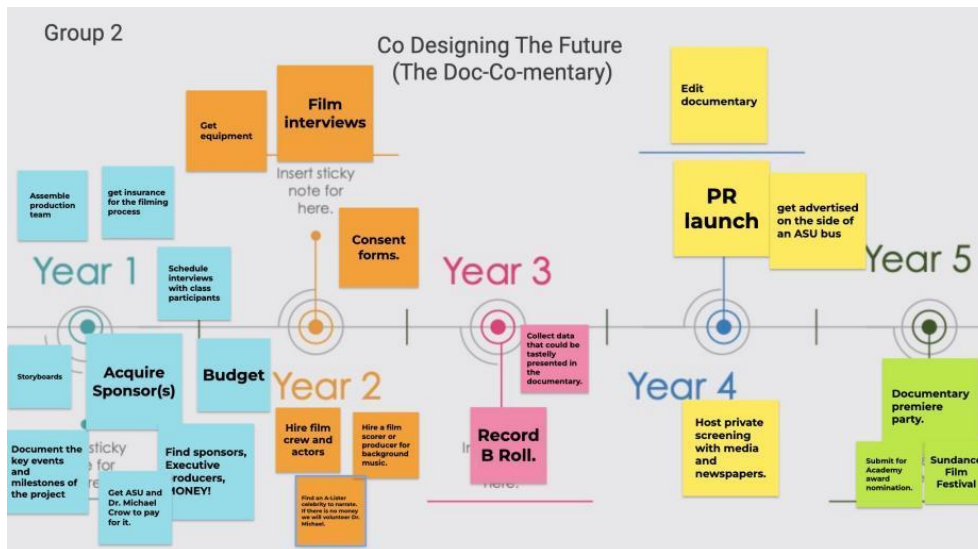 Group 2
Co Designing The Future
(The Doc-Co-mentary)
Assemble
production
team
get insurance
for the filming
process
Get
equipment
Film
interviews
Insert sticky
note for
here.
Edit
documentary
PR
launch
get advertised
on the side of
an ASU bus
Consent
forms.
Schedule
interviews
with class
participants
Year 1
Year 3
Year 5
Storyboards
Acquire
Sponsor(s)
Budget
Year 2
Collect data
that could be
tastelly
presented in
the
documentary.
Year 4
Document the
key events
and
milestones of
the project
sticky
e for
ere.
Get ASU and
Dr. Michael
Crow to pay
for it.
Find sponsors,
Executive
producers,
MONEY!
Hire film
crew and
actors
Hire a film
scorer or
producer for
background
music.
Find an A-Lister
celebrity to narrate.
If there is no money
we will volunteer Dr.
Michael.
Record
B Roll.
In
re.
Host private
screening
with media
and
newspapers.
Documentary
premiere
party.
Submit for
Academy
award
nomination.
Sundance
Film
Festival